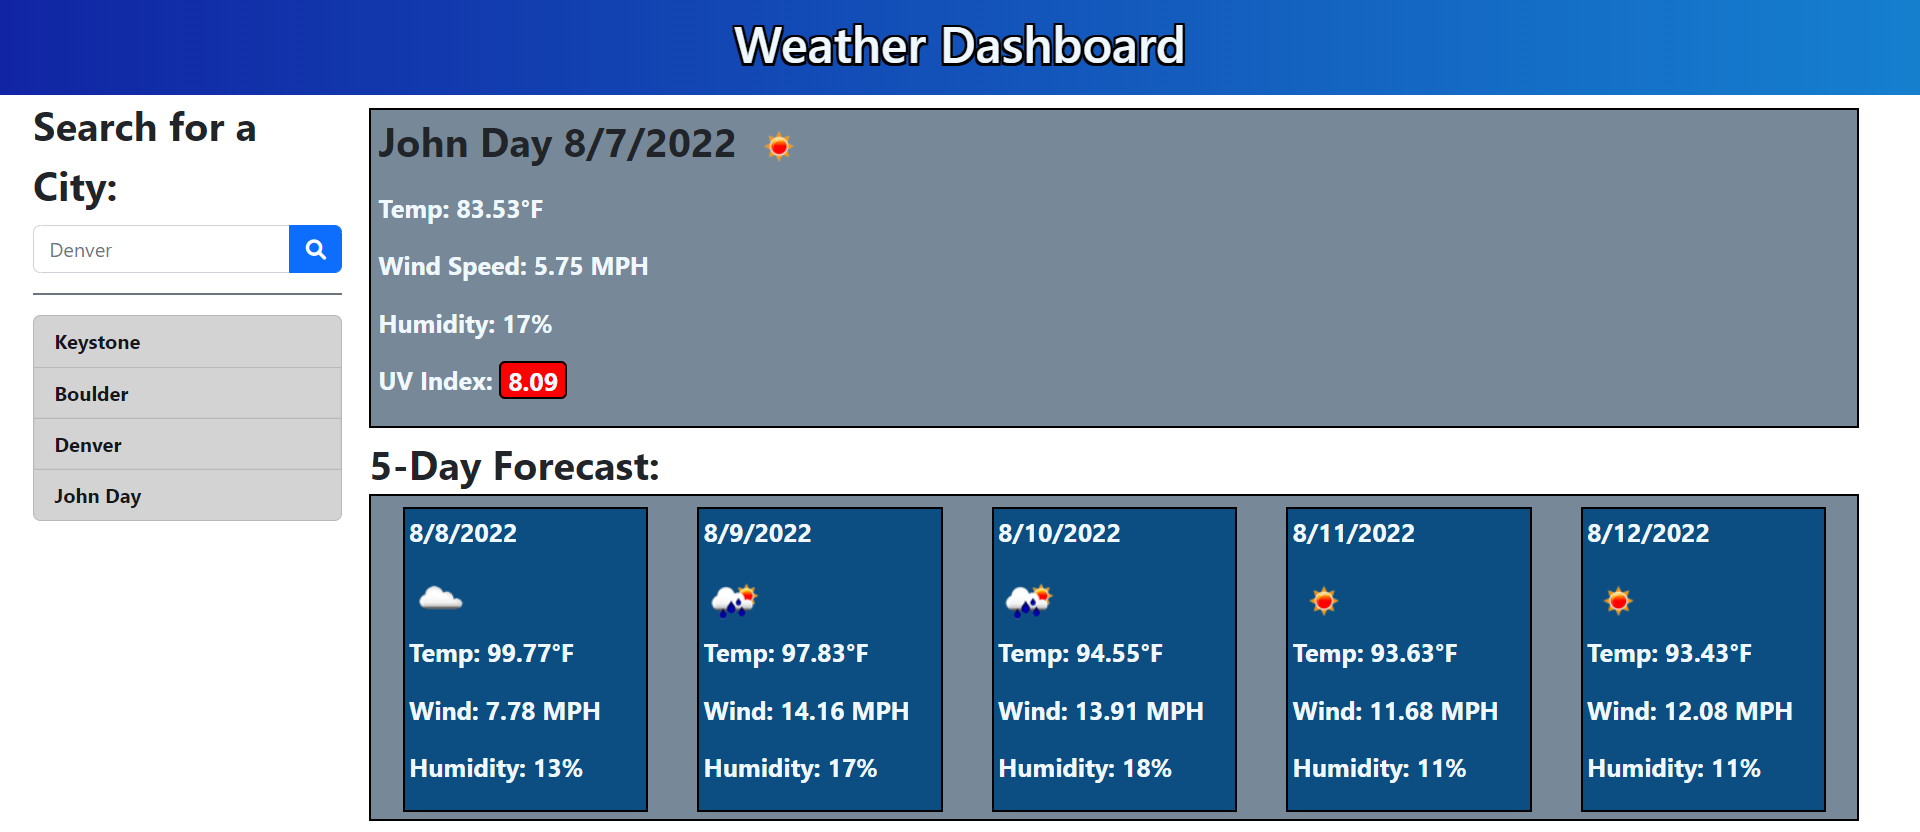 Weather Dashboard
Search for a
City:
Denver
Keystone
Boulder
Denver
John Day
John Day 8/7/2022
Temp: 83.53°F
Wind Speed: 5.75 MPH
Humidity: 17%
UV Index: 8.09
5-Day Forecast:
8/8/2022
Temp: 99.77°F
Wind: 7.78 MPH
Humidity: 13%
8/9/2022
Temp: 97.83°F
Wind: 14.16 MPH
Humidity: 17%
8/10/2022
Temp: 94.55°F
Wind: 13.91 MPH
Humidity: 18%
8/11/2022
Temp: 93.63°F
Wind: 11.68 MPH
Humidity: 11%
8/12/2022
Temp: 93.43°F
Wind: 12.08 MPH
Humidity: 11%